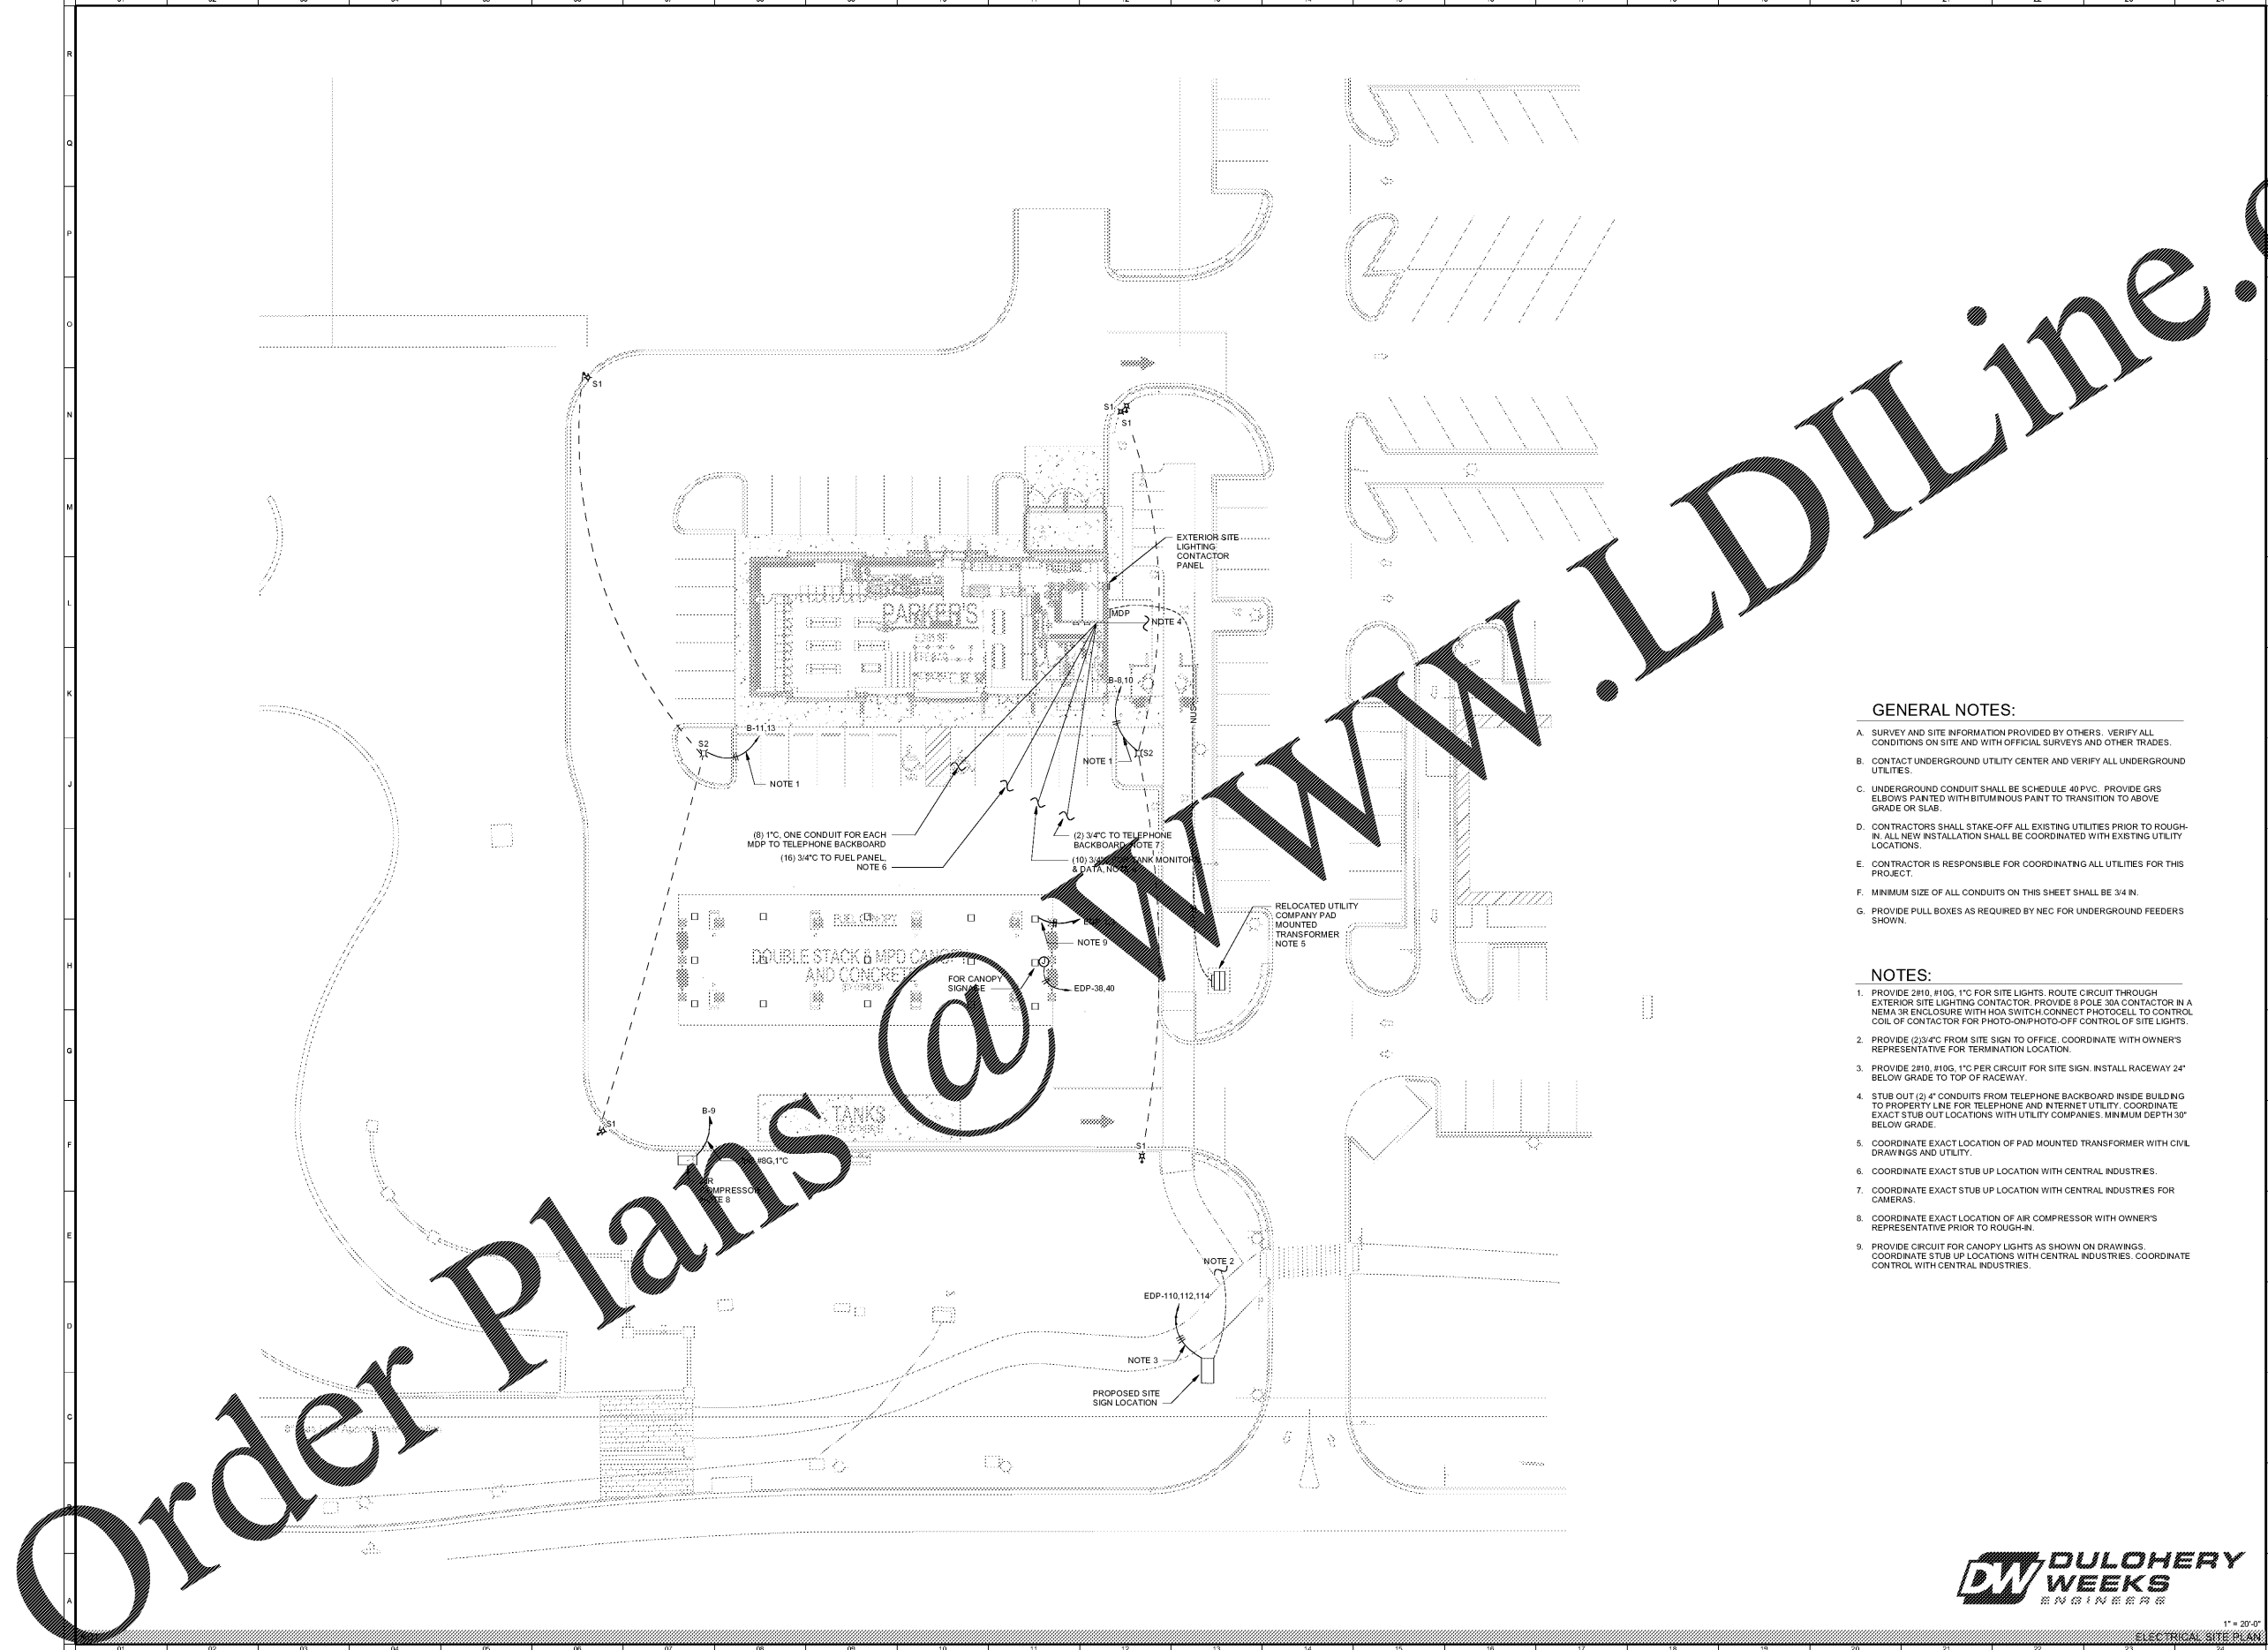 EXTERIOR SITE
LIGHTING
CONTACTOR
PANEL
S1
S1
S1
PARKER'S
MDP
NOTE 4
B-8,10
S2
B-11,13
NOTE 1
NOTE 1
S2
(8) 1"C, ONE CONDUIT FOR EACH
MDP TO TELEPHONE BACKBOARD
(16) 3/4"C TO FUEL PANEL,
NOTE 6
(2) 3/4"C TO TELEPHONE
BACKBOARD, NOTE 7
(10) 3/4"C TANK MONITOR
& DATA,
RELOCATED UTILITY
COMPANY PAD
MOUNTED
TRANSFORMER
NOTE 5
FUEL CANOPY
NOTE 9
DOUBLE STACK 8 MPD CANOPY
AND CONCRETE
FOR CANOPY
SIGNAGE
EDP-38,40
B-9
TANKS
S1
S1
#8G,1"C
NOTE 2
EDP-110,112,114
NOTE 3
PROPOSED SITE
SIGN LOCATION
GENERAL NOTES:
A. SURVEY AND SITE INFORMATION PROVIDED BY OTHERS. VERIFY ALL
CONDITIONS ON SITE AND WITH OFFICIAL SURVEYS AND OTHER TRADES.
B. CONTACT UNDERGROUND UTILITY CENTER AND VERIFY ALL UNDERGROUND
UTILITIES.
C. UNDERGROUND CONDUIT SHALL BE SCHEDULE 40 PVC. PROVIDE GRS
ELBOWS PAINTED WITH BITUMINOUS PAINT TO TRANSITION TO ABOVE
GRADE OR SLAB.
D. CONTRACTORS SHALL STAKE-OFF ALL EXISTING UTILITIES PRIOR TO ROUGH-
IN. ALL NEW INSTALLATION SHALL BE COORDINATED WITH EXISTING UTILITY
LOCATIONS.
E. CONTRACTOR IS RESPONSIBLE FOR COORDINATING ALL UTILITIES FOR THIS
PROJECT.
F. MINIMUM SIZE OF ALL CONDUITS ON THIS SHEET SHALL BE 3/4 IN.
G. PROVIDE PULL BOXES AS REQUIRED BY NEC FOR UNDERGROUND FEEDERS
SHOWN.
NOTES:
1. PROVIDE 2#10, #10G, 1"C FOR SITE LIGHTS. ROUTE CIRCUIT THROUGH
EXTERIOR SITE LIGHTING CONTACTOR. PROVIDE 8 POLE 30A CONTACTOR IN A
NEMA 3R ENCLOSURE WITH HOA SWITCH.CONNECT PHOTOCELL TO CONTROL
COIL OF CONTACTOR FOR PHOTO-ON/PHOTO-OFF CONTROL OF SITE LIGHTS.
2. PROVIDE (2)3/4"C FROM SITE SIGN TO OFFICE. COORDINATE WITH OWNER'S
REPRESENTATIVE FOR TERMINATION LOCATION.
3. PROVIDE 2#10, #10G, 1"C PER CIRCUIT FOR SITE SIGN. INSTALL RACEWAY 24"
BELOW GRADE TO TOP OF RACEWAY.
4. STUB OUT (2) 4" CONDUITS FROM TELEPHONE BACKBOARD INSIDE BUILDING
TO PROPERTY LINE FOR TELEPHONE AND INTERNET UTILITY. COORDINATE
EXACT STUB OUT LOCATIONS WITH UTILITY COMPANIES. MINIMUM DEPTH 30"
BELOW GRADE.
5. COORDINATE EXACT LOCATION OF PAD MOUNTED TRANSFORMER WITH CIVIL
DRAWINGS AND UTILITY.
6. COORDINATE EXACT STUB UP LOCATION WITH CENTRAL INDUSTRIES.
7. COORDINATE EXACT STUB UP LOCATION WITH CENTRAL INDUSTRIES FOR
CAMERAS.
8. COORDINATE EXACT LOCATION OF AIR COMPRESSOR WITH OWNER'S
REPRESENTATIVE PRIOR TO ROUGH-IN.
9. PROVIDE CIRCUIT FOR CANOPY LIGHTS AS SHOWN ON DRAWINGS.
COORDINATE STUB UP LOCATIONS WITH CENTRAL INDUSTRIES. COORDINATE
CONTROL WITH CENTRAL INDUSTRIES.
Order Plans @ www.LDILine.
DW DULOHERY
WEEKS
ENGINEERS
1" = 20'-0"
ELECTRICAL SITE PLAN